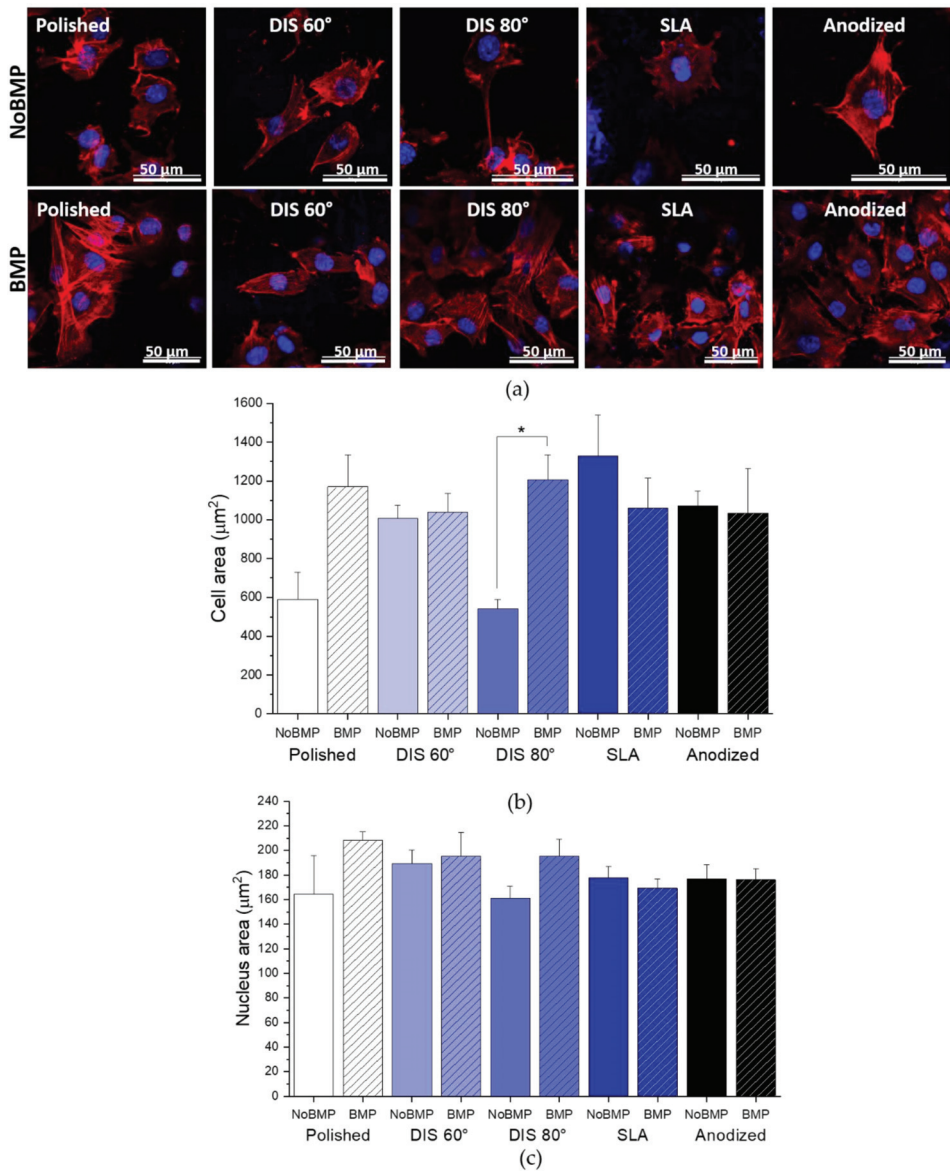 Polished DIS 60° DIS 80° SLA Anodized
NoBMP
50 µm 50 µm 50 µm 50 µm 50 µm
Polished DIS 60° DIS 80° SLA Anodized
BMP
50 µm 50 µm 50 µm 50 µm 50 µm
(a)
1600
1400
1200
1000
800
600
400
200
0
Cell area (µm²)
*
NoBMP BMP NoBMP BMP NoBMP BMP NoBMP BMP NoBMP BMP
Polished DIS 60° DIS 80° SLA Anodized
(b)
240
220
200
180
160
140
120
100
80
60
40
20
0
Nucleus area (µm²)
NoBMP BMP NoBMP BMP NoBMP BMP NoBMP BMP NoBMP BMP
Polished DIS 60° DIS 80° SLA Anodized
(c)